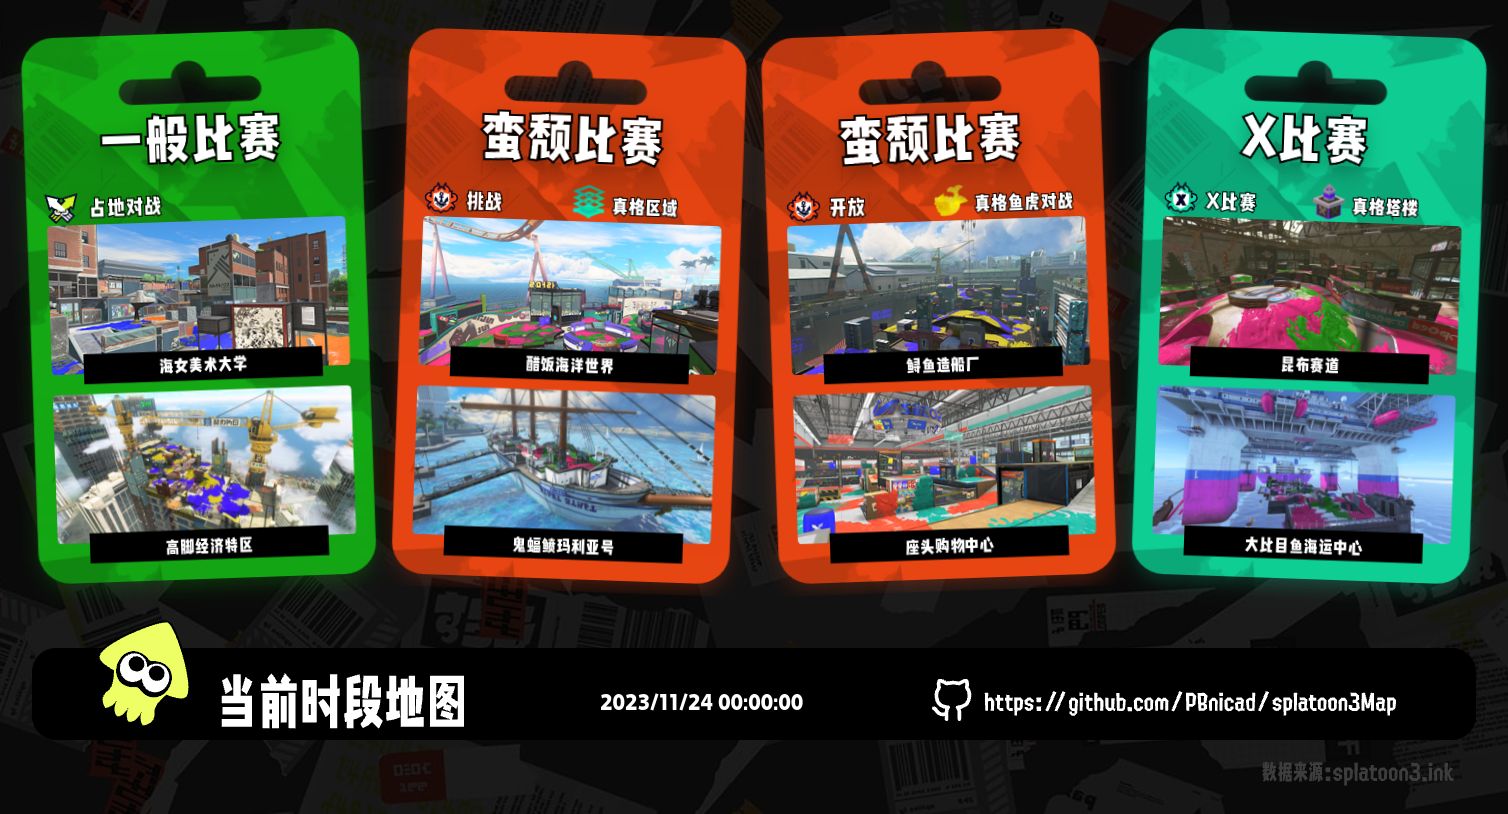 一般比赛
占地对战
海女美术大学
高脚经济特区
蛮颓比赛
挑战
真格区域
醋饭海洋世界
鬼蝠鲼玛利亚号
蛮颓比赛
开放
真格鱼虎对战
鲟鱼造船厂
座头购物中心
X比赛
X比赛
真格塔楼
昆布赛道
大比目鱼海运中心
当前时段地图
2023/11/24 00:00:00
https://github.com/PBnicad/splatoon3Map
数据来源:splatoon3.ink